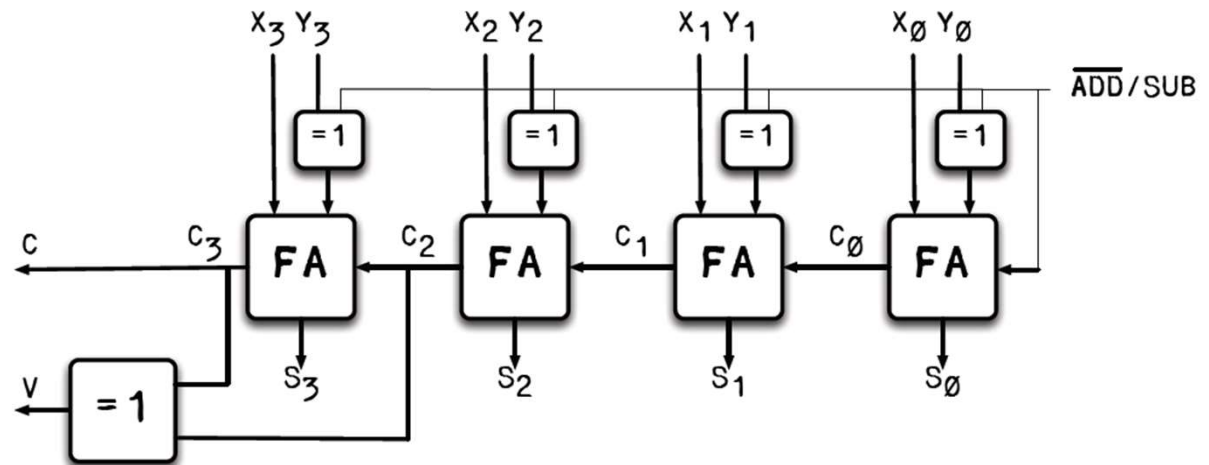 X3 Y3 X2 Y2 X1 Y1 XØ YØ
ADD/SUB
=1 =1 =1 =1
C C3 FA C2 FA C1 FA CØ FA
S3 S2 S1 SØ
V =1